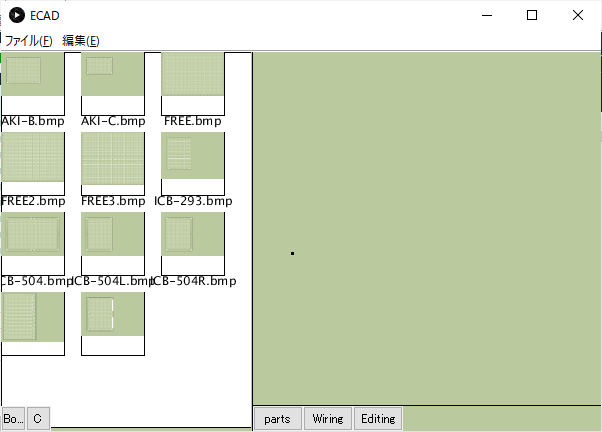 ECAD
ファイル(F) 編集(E)
AKI-B.bmp AKI-C.bmp FREE.bmp
FREE2.bmp FREE3.bmp ICB-293.bmp
CB-504.bmp ICB-504L.bmp ICB-504R.bmp
Bo... C parts Wiring Editing